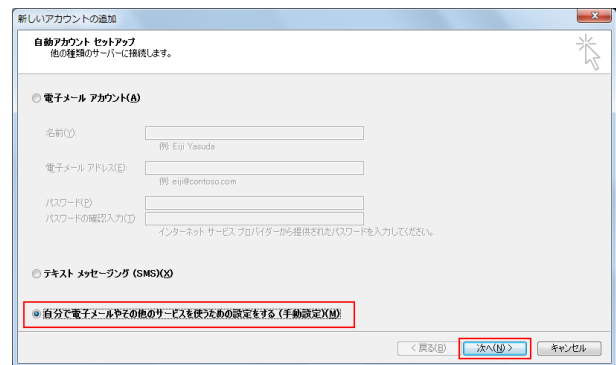 新しいアカウントの追加
自動アカウント セットアップ
他の種類のサーバーに接続します。
電子メール アカウント(A)
名前(Y):
例: Eiji Yasuda
電子メール アドレス(E):
例: eiji@contoso.com
パスワード(P):
パスワードの確認入力(T):
インターネット サービス プロバイダーから提供されたパスワードを入力してください。
テキスト メッセージング (SMS)(X)
自分で電子メールやその他のサービスを使うための設定をする (手動設定)(M)
< 戻る(B) 次へ(N) > キャンセル